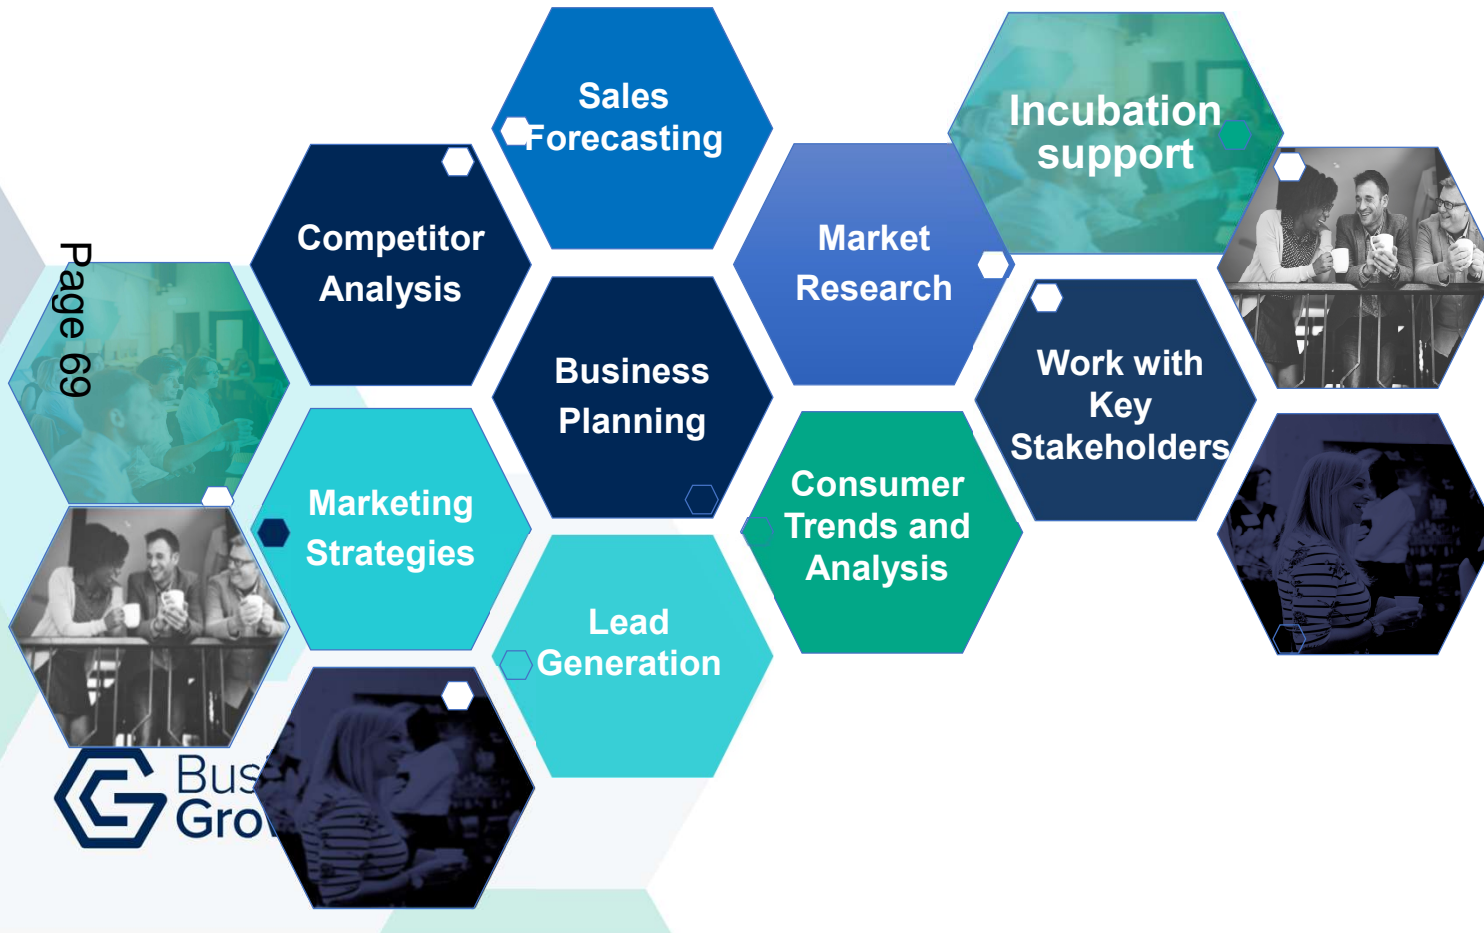 Sales
Forecasting
Incubation
support
Competitor
Analysis
Market
Research
Page 69
Business
Planning
Work with
Key
Stakeholders
Marketing
Strategies
Consumer
Trends and
Analysis
Lead
Generation
Bus
Gro